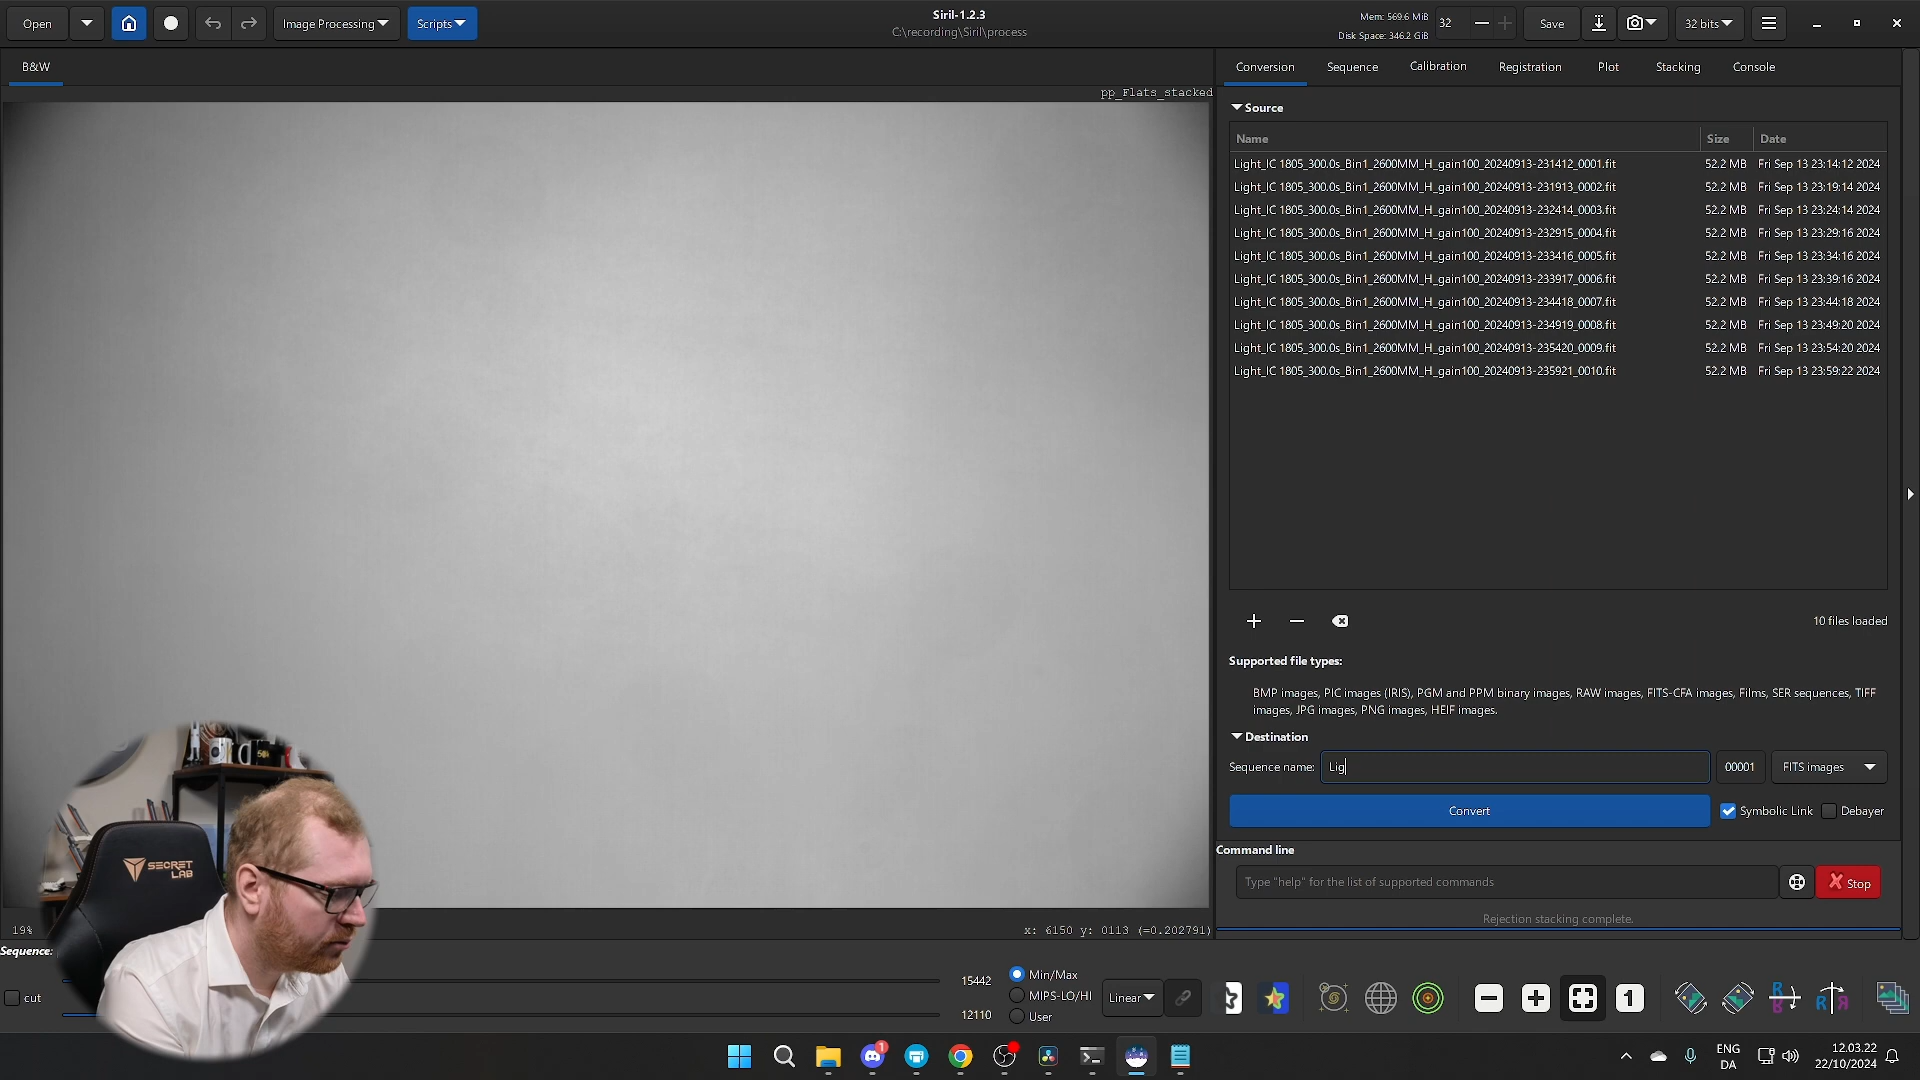 Open
Image Processing
Scripts
Siril-1.2.3
C:\recording\Siril\process
Mem: 569.6 MiB
Disk Space: 346.2 GiB
32
Save
32 bits
B&W
pp_Flats_stacked
Conversion
Sequence
Calibration
Registration
Plot
Stacking
Console
Source
Name Size Date
Light_IC 1805_300.0s_Bin1_2600MM_H_gain100_20240913-231412_0001.fit 52.2 MB Fri Sep 13 23:14:12 2024
Light_IC 1805_300.0s_Bin1_2600MM_H_gain100_20240913-231913_0002.fit 52.2 MB Fri Sep 13 23:19:14 2024
Light_IC 1805_300.0s_Bin1_2600MM_H_gain100_20240913-232414_0003.fit 52.2 MB Fri Sep 13 23:24:14 2024
Light_IC 1805_300.0s_Bin1_2600MM_H_gain100_20240913-232915_0004.fit 52.2 MB Fri Sep 13 23:29:16 2024
Light_IC 1805_300.0s_Bin1_2600MM_H_gain100_20240913-233416_0005.fit 52.2 MB Fri Sep 13 23:34:16 2024
Light_IC 1805_300.0s_Bin1_2600MM_H_gain100_20240913-233917_0006.fit 52.2 MB Fri Sep 13 23:39:16 2024
Light_IC 1805_300.0s_Bin1_2600MM_H_gain100_20240913-234418_0007.fit 52.2 MB Fri Sep 13 23:44:18 2024
Light_IC 1805_300.0s_Bin1_2600MM_H_gain100_20240913-234919_0008.fit 52.2 MB Fri Sep 13 23:49:20 2024
Light_IC 1805_300.0s_Bin1_2600MM_H_gain100_20240913-235420_0009.fit 52.2 MB Fri Sep 13 23:54:20 2024
Light_IC 1805_300.0s_Bin1_2600MM_H_gain100_20240913-235921_0010.fit 52.2 MB Fri Sep 13 23:59:22 2024
10 files loaded
Supported file types:
BMP images, PIC images (IRIS), PGM and PPM binary images, RAW images, FITS-CFA images, Films, SER sequences, TIFF
images, JPG images, PNG images, HEIF images.
Destination
Sequence name: Lig 00001 FITS images
Convert Symbolic Link Debayer
Command line
Type "help" for the list of supported commands Stop
Rejection stacking complete.
19%
x: 6150 y: 0113 (=0.202791)
Sequence:
cut
15442
12110
Min/Max
MIPS-LO/HI
User
Linear
1
SECRET
LAB
1
ENG
DA
12.03.22
22/10/2024